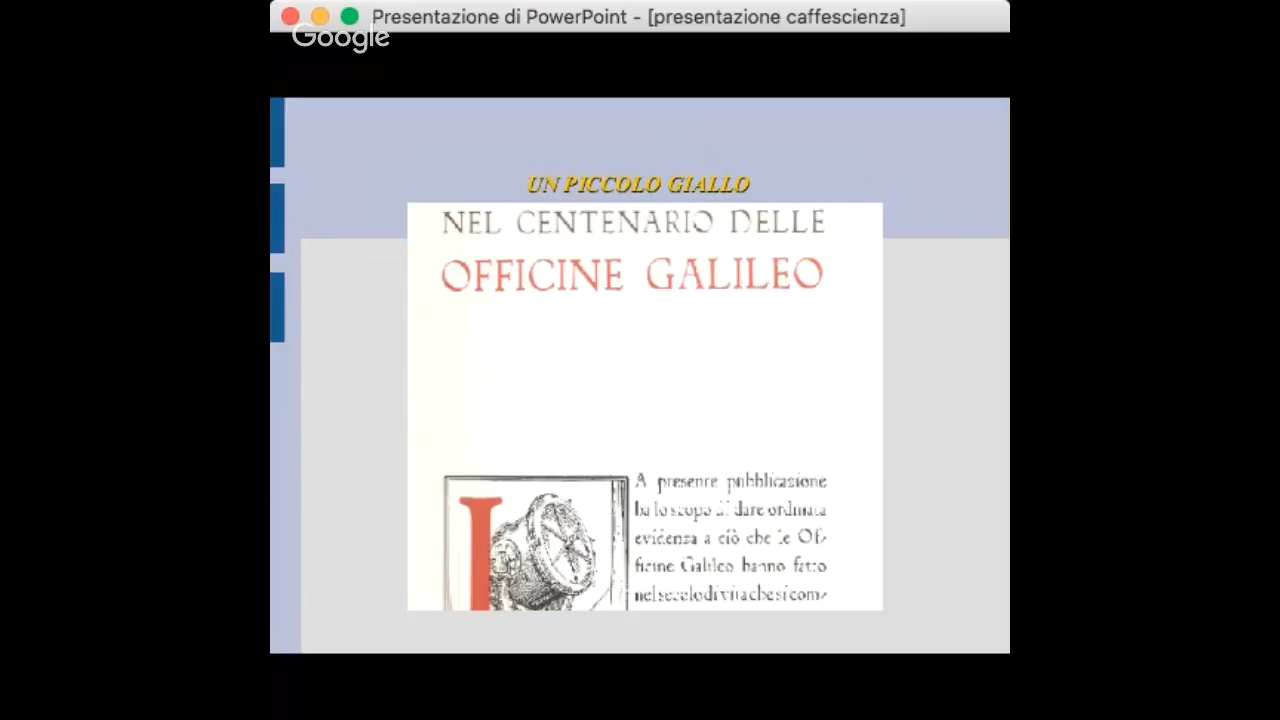 Presentazione di PowerPoint - [presentazione caffescienza]
Google
UN PICCOLO GIALLO
NEL CENTENARIO DELLE
OFFICINE GALILEO
LA presente pubblicazione
ha lo scopo di dare ordinata
evidenza a ciò che le Of-
ficine Galileo hanno fatto
nel secolo di vita che si com-